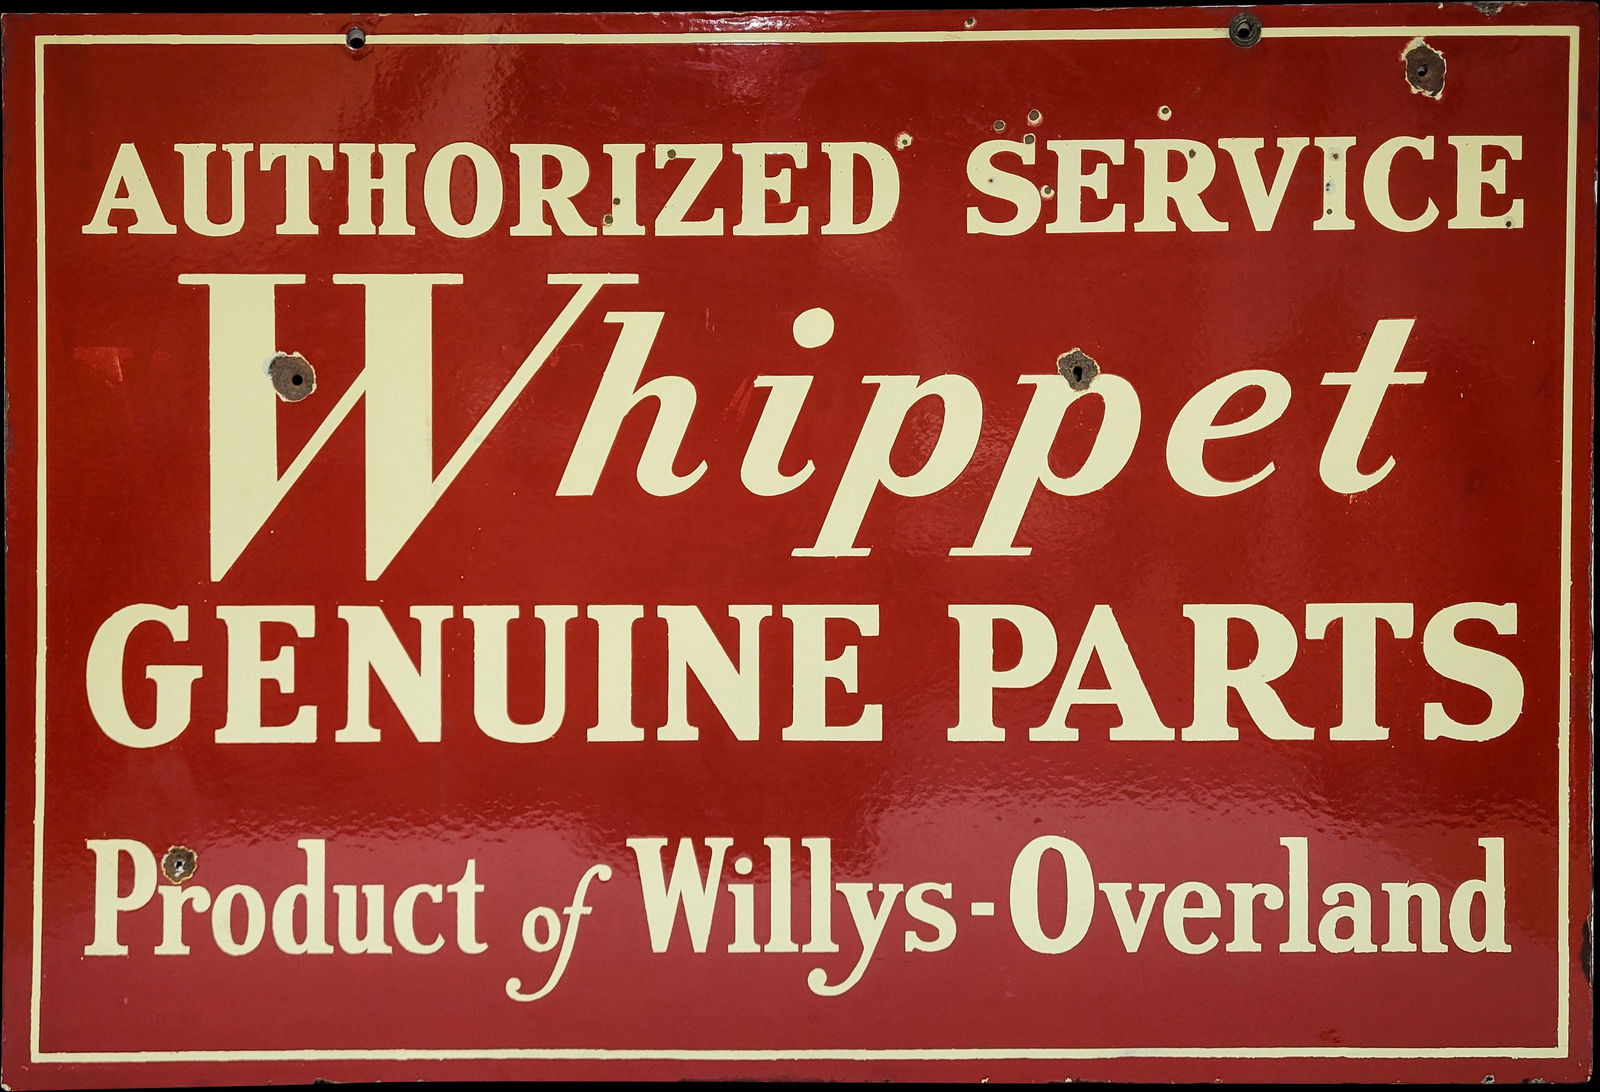 AUTHORIZED SERVICE
Whippet
GENUINE PARTS
Product of Willys-Overland